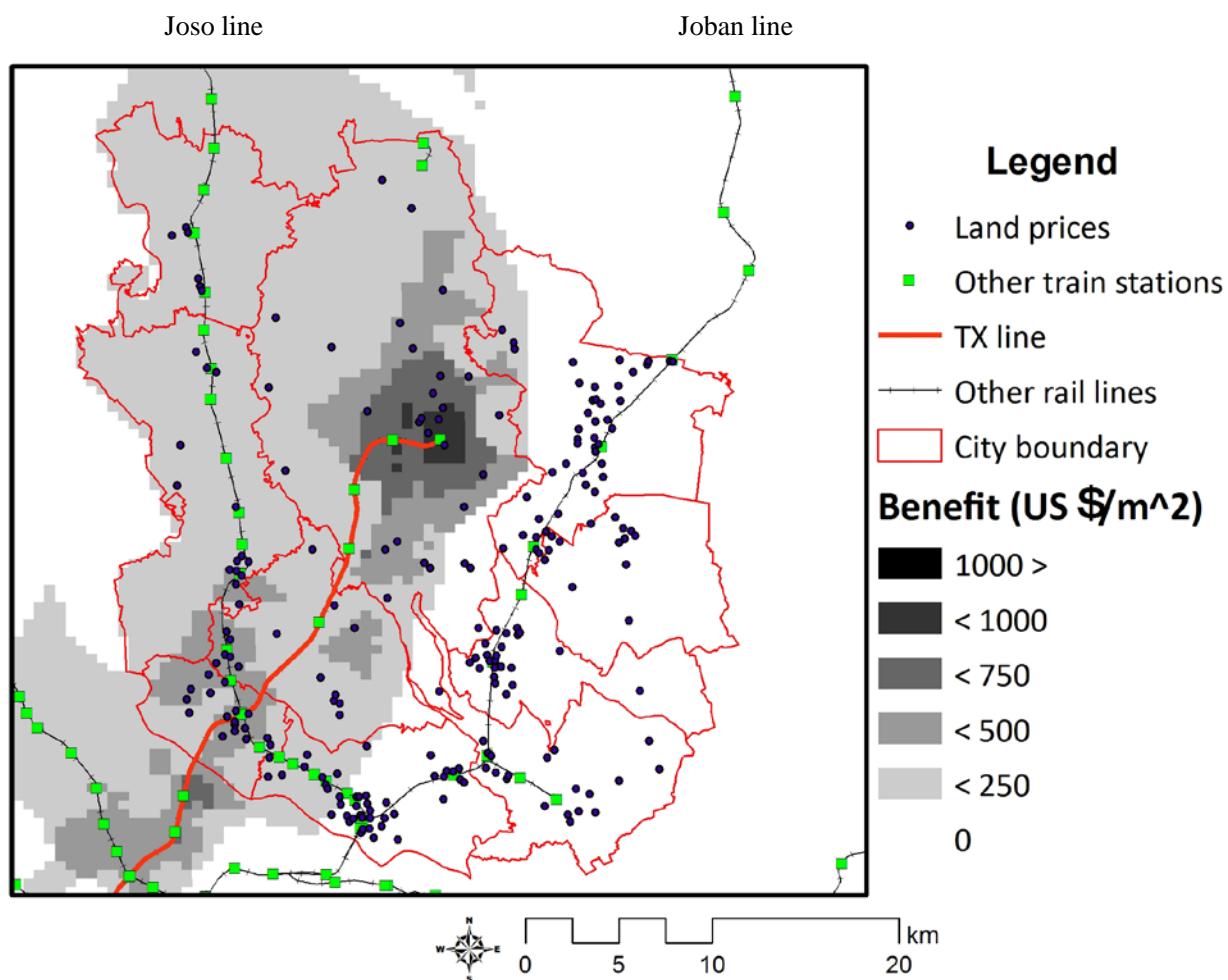 Joso line
Joban line
Legend
Land prices
Other train stations
TX line
Other rail lines
City boundary
Benefit (US $/m^2)
1000 >
< 1000
< 750
< 500
< 250
0
N
W E
S
km
0 5 10 20